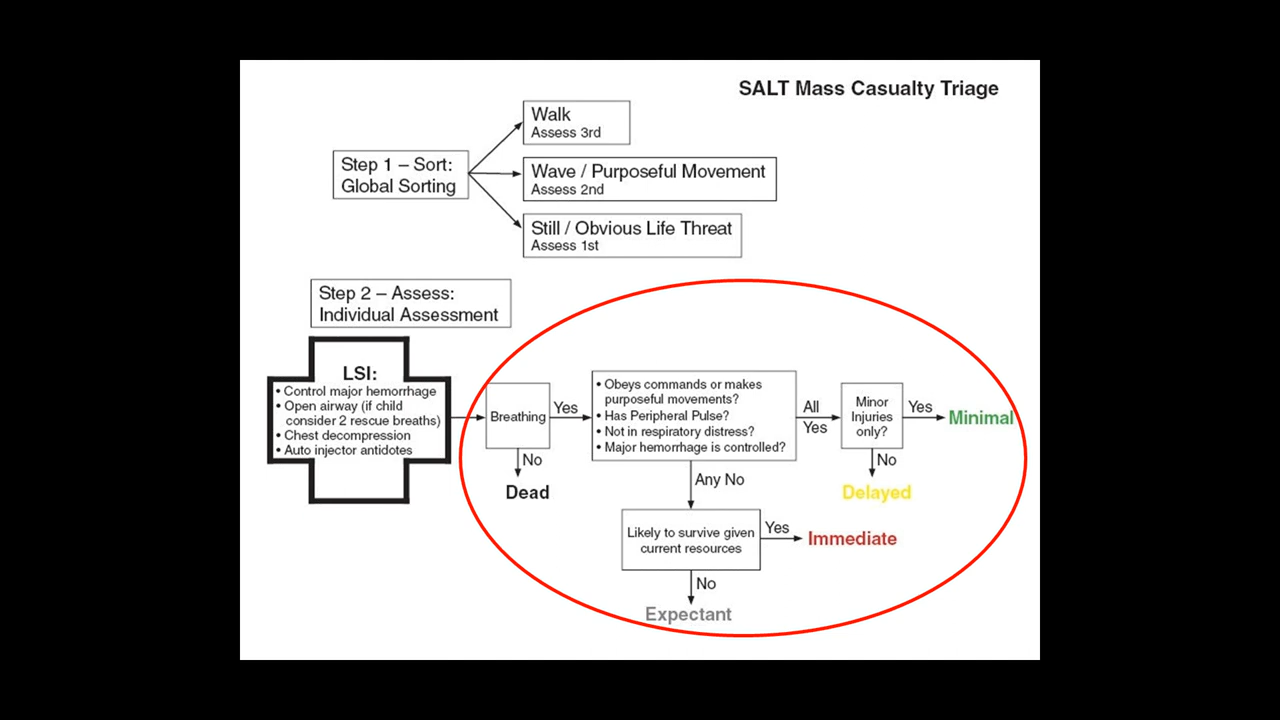 SALT Mass Casualty Triage
Walk
Assess 3rd
Step 1 – Sort:
Global Sorting
Wave / Purposeful Movement
Assess 2nd
Still / Obvious Life Threat
Assess 1st
Step 2 – Assess:
Individual Assessment
LSI:
• Control major hemorrhage
• Open airway (if child
consider 2 rescue breaths)
• Chest decompression
• Auto injector antidotes
Breathing
Yes
No
Dead
• Obeys commands or makes
purposeful movements?
• Has Peripheral Pulse?
• Not in respiratory distress?
• Major hemorrhage is controlled?
All
Yes
Minor
Injuries
only?
Yes
Minimal
No
Delayed
Any No
Likely to survive given
current resources
Yes
Immediate
No
Expectant